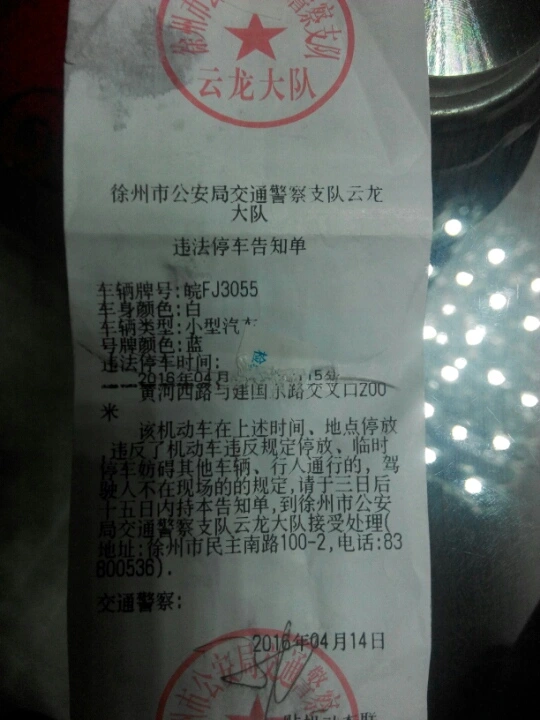 云龙大队
徐州市公安局交通警察支队云龙
大队
违法停车告知单
车辆牌号:皖FJ3055
车身颜色:白
车辆类型:小型汽车
号牌颜色:蓝
违法停车时间:
2016年04月
黄河西路与建国东路交叉口200
米
该机动车在上述时间、地点停放
违反了机动车违反规定停放、临时
停车妨碍其他车辆、行人通行的,驾
驶人不在现场的的规定,请于三日后
十五日内持本告知单,到徐州市公安
局交通警察支队云龙大队接受处理(
地址:徐州市民主南路100-2,电话:83
800536).
交通警察:
2016年04月14日
徐州市公安局交通警